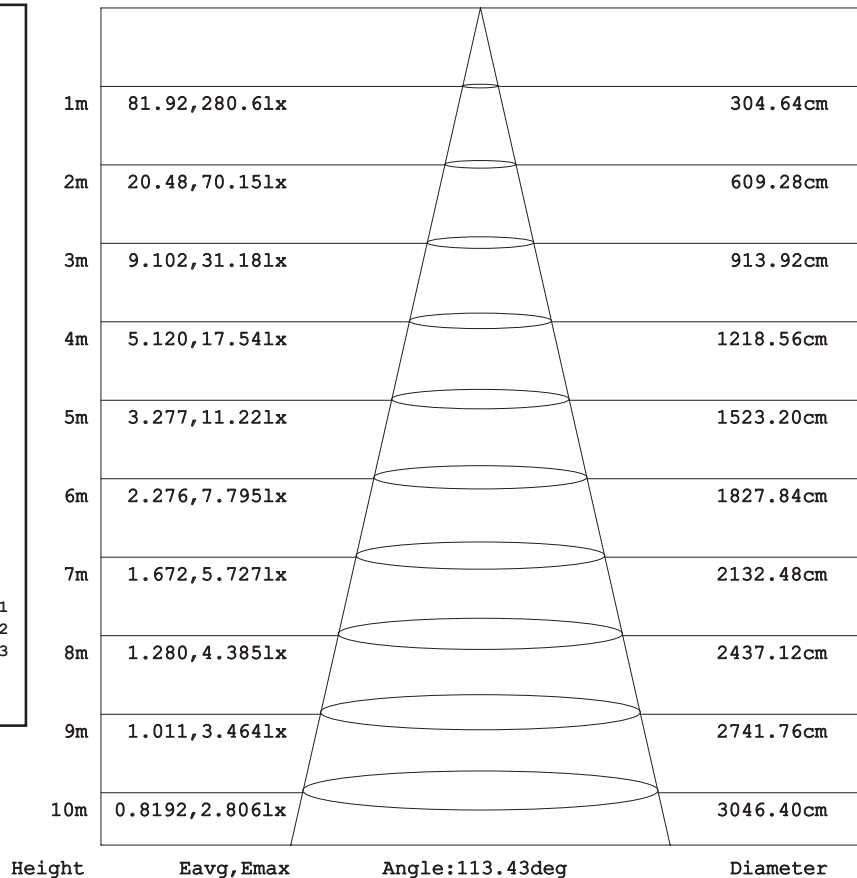 1m 81.92,280.6lx 304.64cm
2m 20.48,70.15lx 609.28cm
3m 9.102,31.18lx 913.92cm
4m 5.120,17.54lx 1218.56cm
5m 3.277,11.22lx 1523.20cm
6m 2.276,7.795lx 1827.84cm
7m 1.672,5.727lx 2132.48cm
1
2
3
8m 1.280,4.385lx 2437.12cm
9m 1.011,3.464lx 2741.76cm
10m 0.8192,2.806lx 3046.40cm
Height Eavg,Emax Angle:113.43deg Diameter